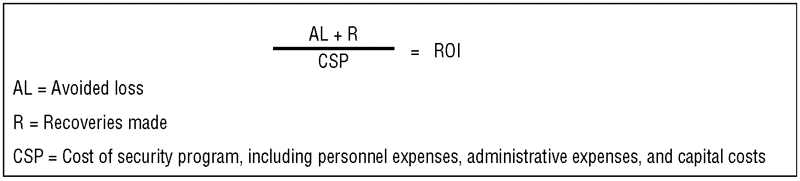 AL + R
CSP = ROI
AL = Avoided loss
R = Recoveries made
CSP = Cost of security program, including personnel expenses, administrative expenses, and capital costs